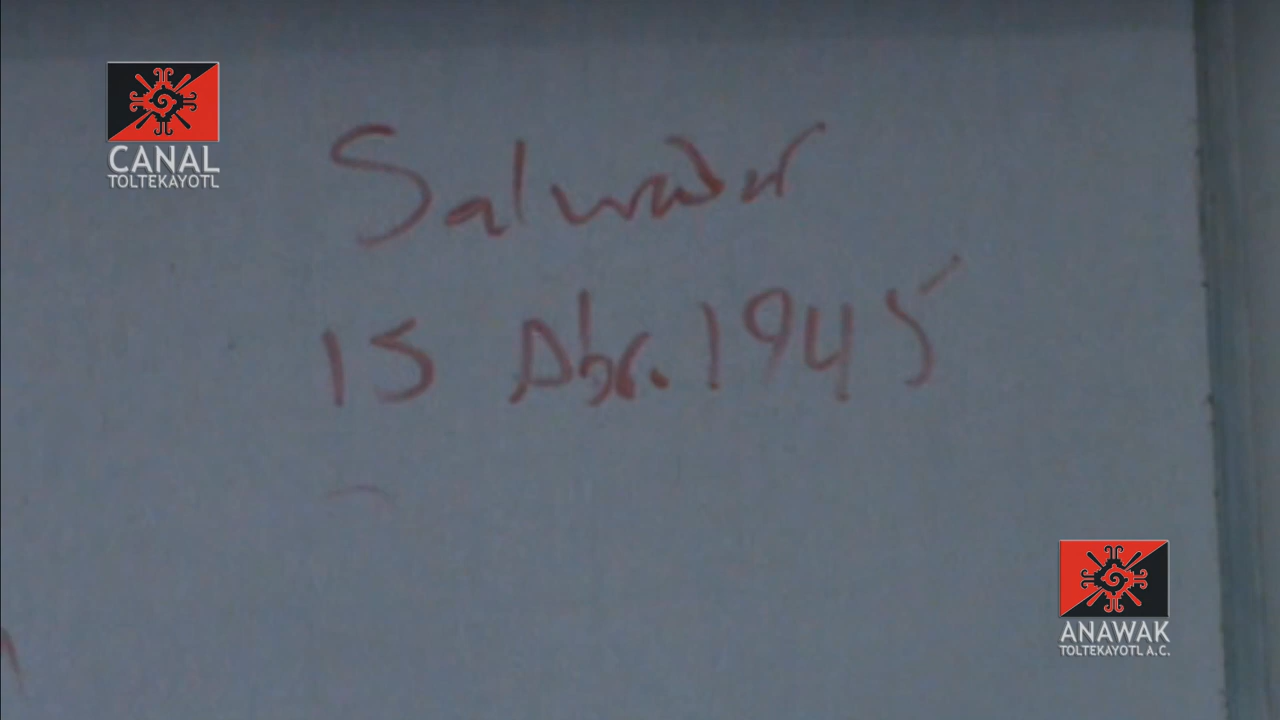 CANAL
TOLTEKAYOTL
Salvador
15 Abr. 1945
ANAWAK
TOLTEKAYOTL A.C.